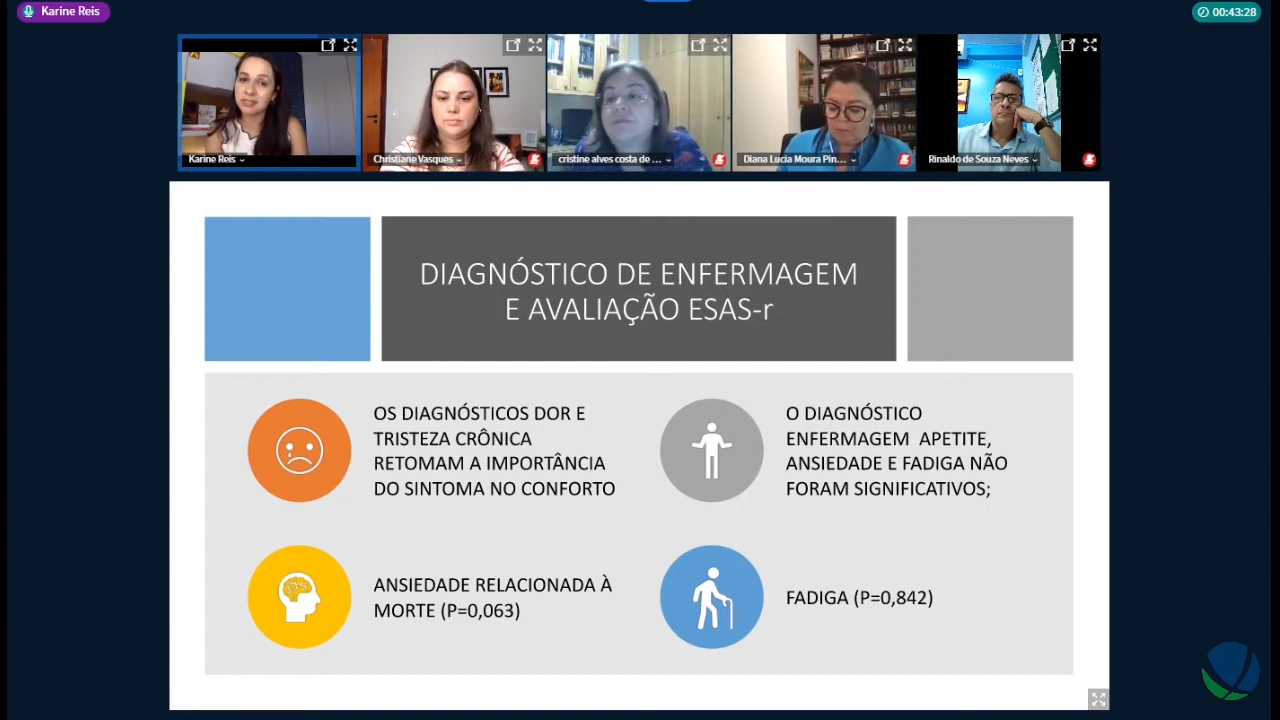 Karine Reis
00:43:28
Karine Reis
Christiane Vasques
cristine alves costa de ...
Diana Lucia Moura Pin...
Rinaldo de Souza Neves
DIAGNÓSTICO DE ENFERMAGEM
E AVALIAÇÃO ESAS-r
OS DIAGNÓSTICOS DOR E
TRISTEZA CRÔNICA
RETOMAM A IMPORTÂNCIA
DO SINTOMA NO CONFORTO
O DIAGNÓSTICO
ENFERMAGEM APETITE,
ANSIEDADE E FADIGA NÃO
FORAM SIGNIFICATIVOS;
ANSIEDADE RELACIONADA À
MORTE (P=0,063)
FADIGA (P=0,842)